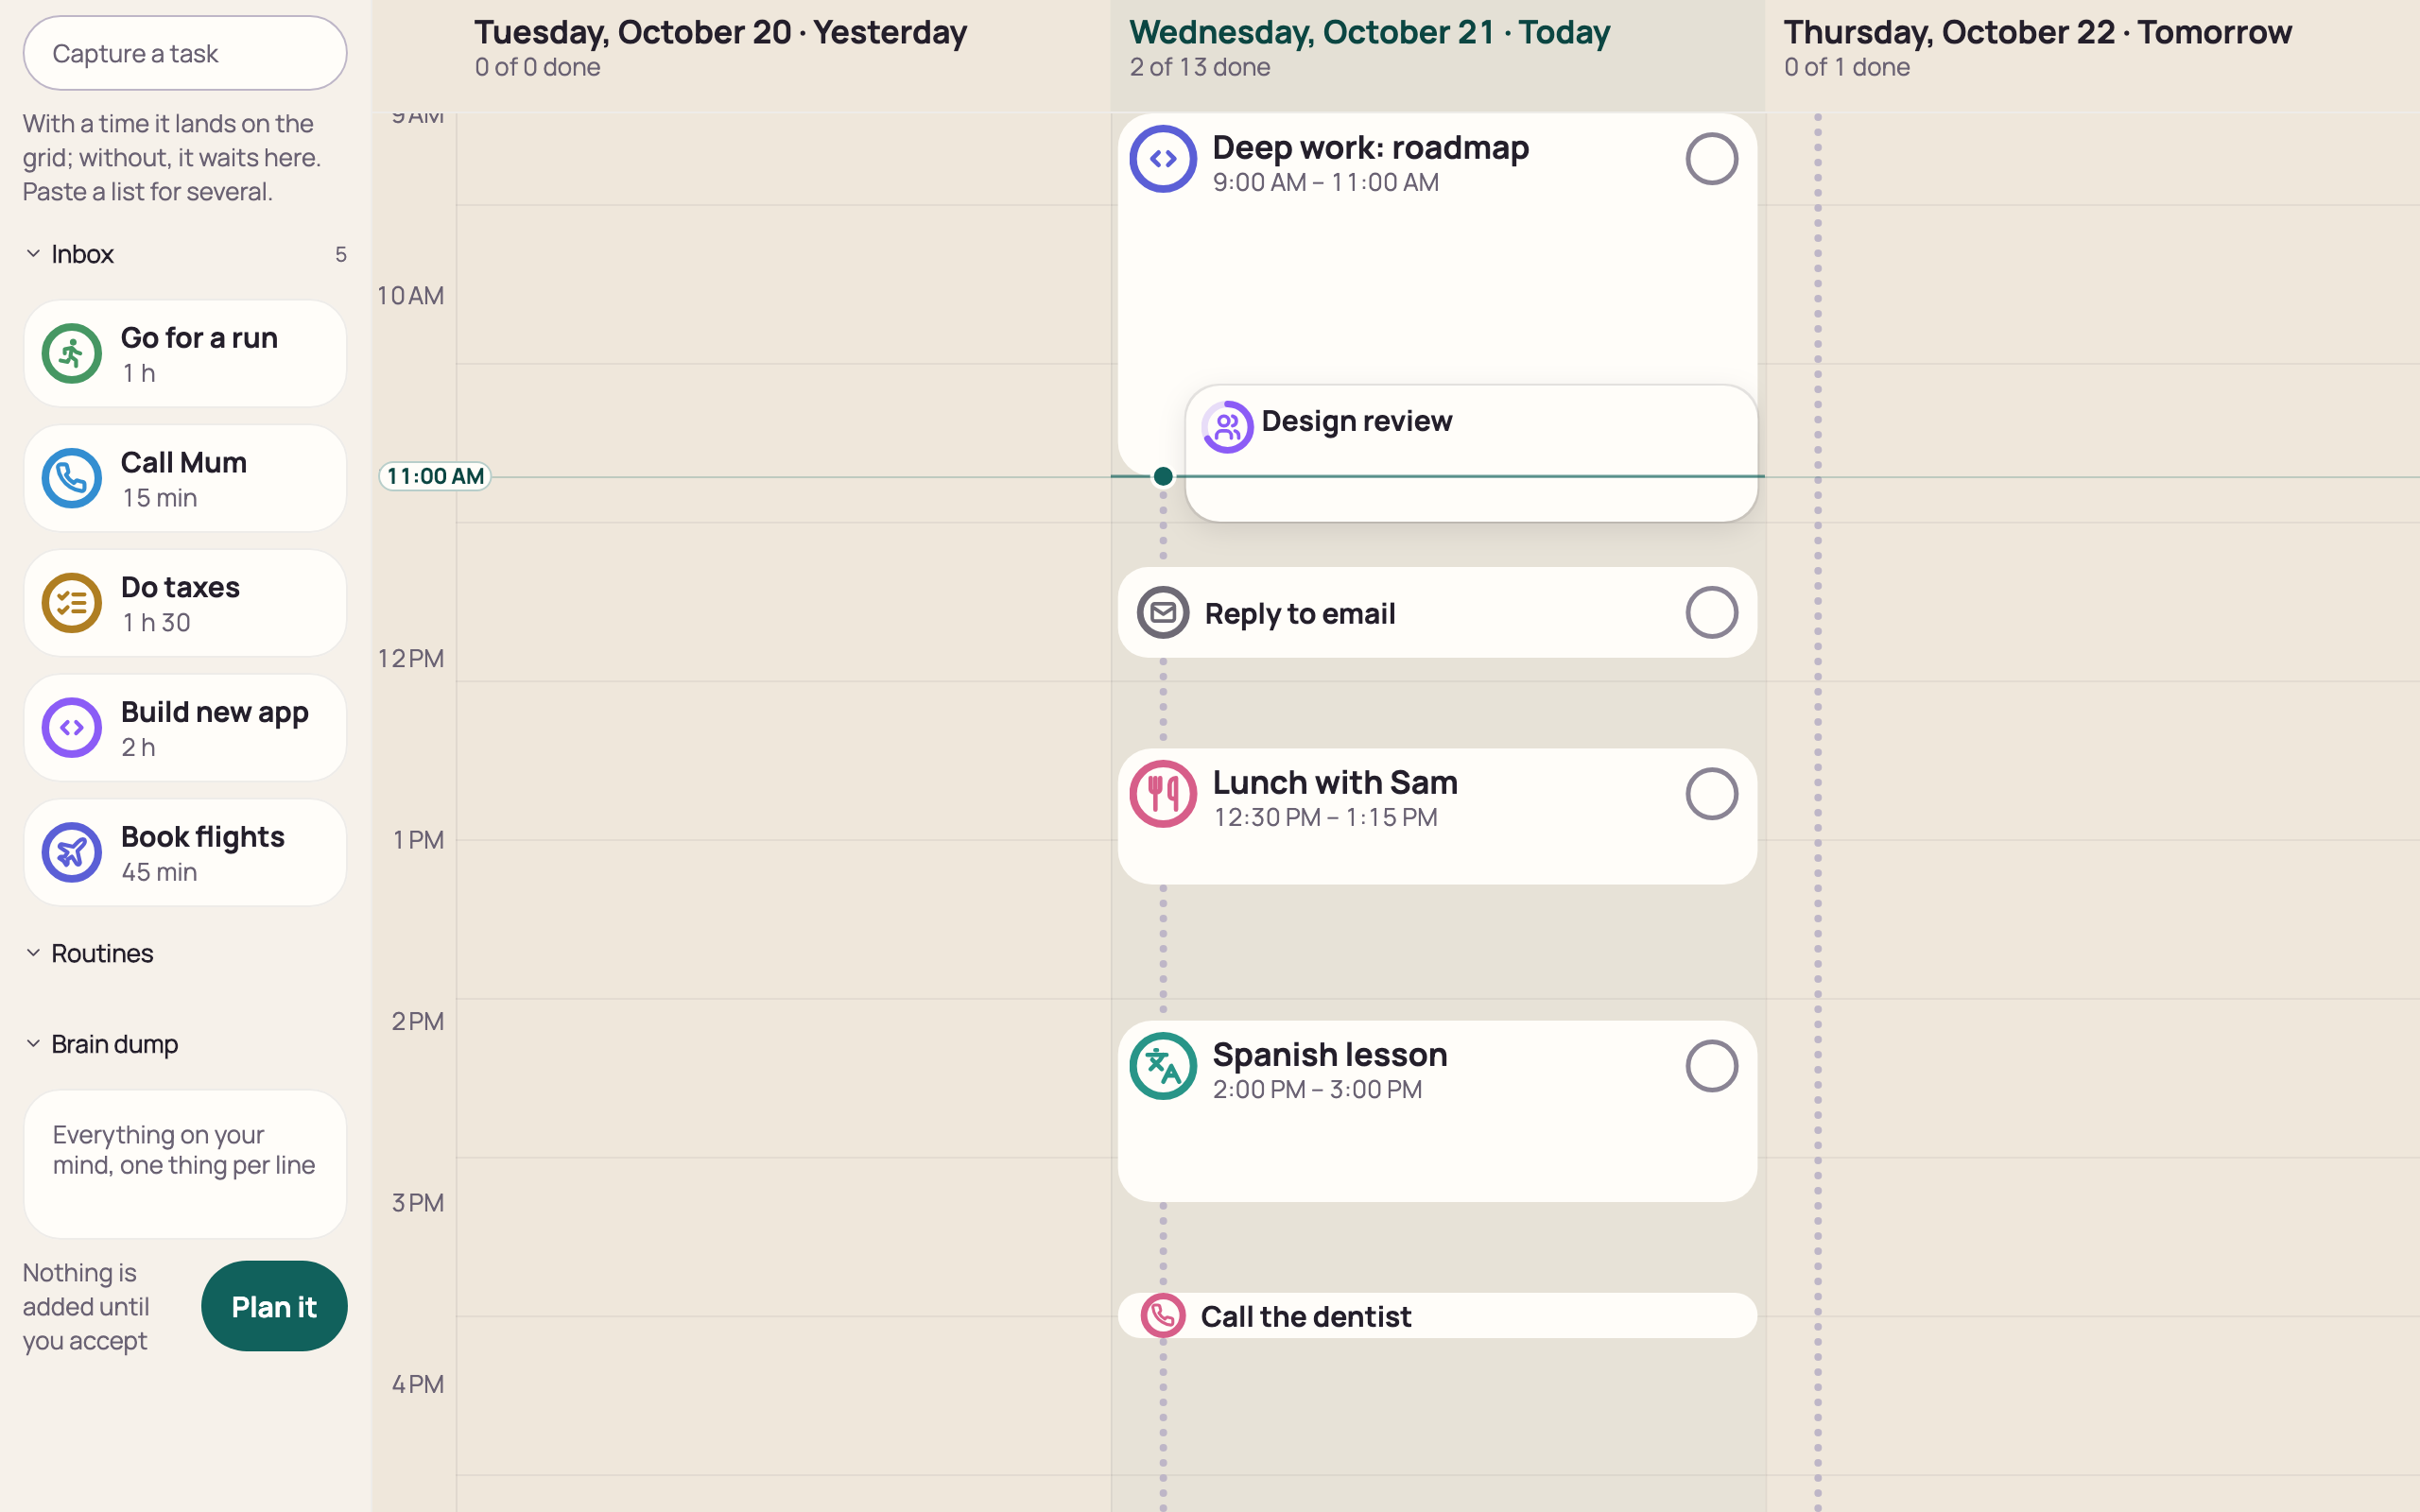 Capture a task
With a time it lands on the
grid; without, it waits here.
Paste a list for several.
Inbox 5
Go for a run
1 h
Call Mum
15 min
Do taxes
1 h 30
Build new app
2 h
Book flights
45 min
Routines
Brain dump
Everything on your
mind, one thing per line
Nothing is
added until
you accept
Plan it
Tuesday, October 20 · Yesterday
0 of 0 done
Wednesday, October 21 · Today
2 of 13 done
Thursday, October 22 · Tomorrow
0 of 1 done
9 AM
10 AM
11:00 AM
12 PM
1 PM
2 PM
3 PM
4 PM
Deep work: roadmap
9:00 AM – 11:00 AM
Design review
Reply to email
Lunch with Sam
12:30 PM – 1:15 PM
Spanish lesson
2:00 PM – 3:00 PM
Call the dentist